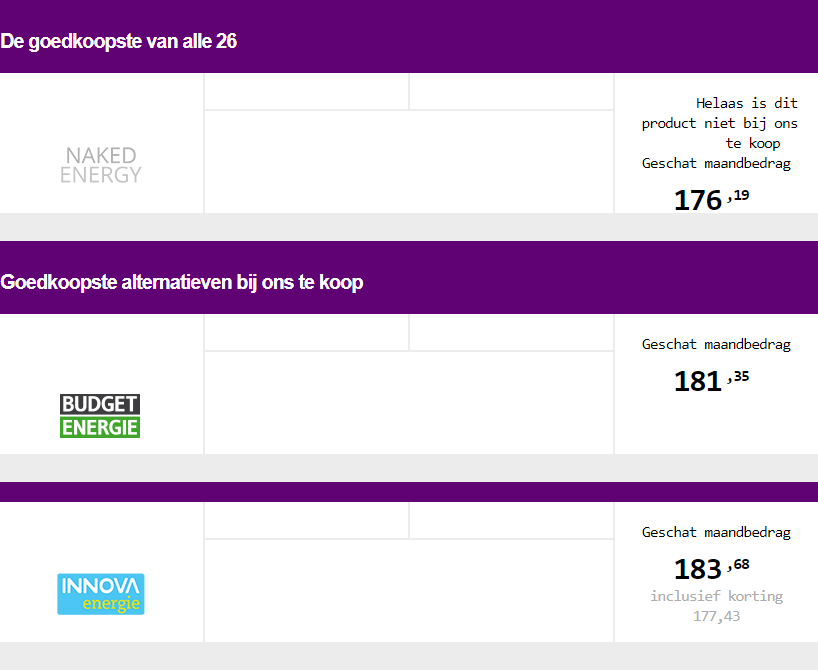 De goedkoopste van alle 26
NAKED
ENERGY
Helaas is dit
product niet bij ons
te koop
Geschat maandbedrag
176,19
Goedkoopste alternatieven bij ons te koop
BUDGET
ENERGIE
Geschat maandbedrag
181,35
INNOVA
energie
Geschat maandbedrag
183,68
inclusief korting
177,43